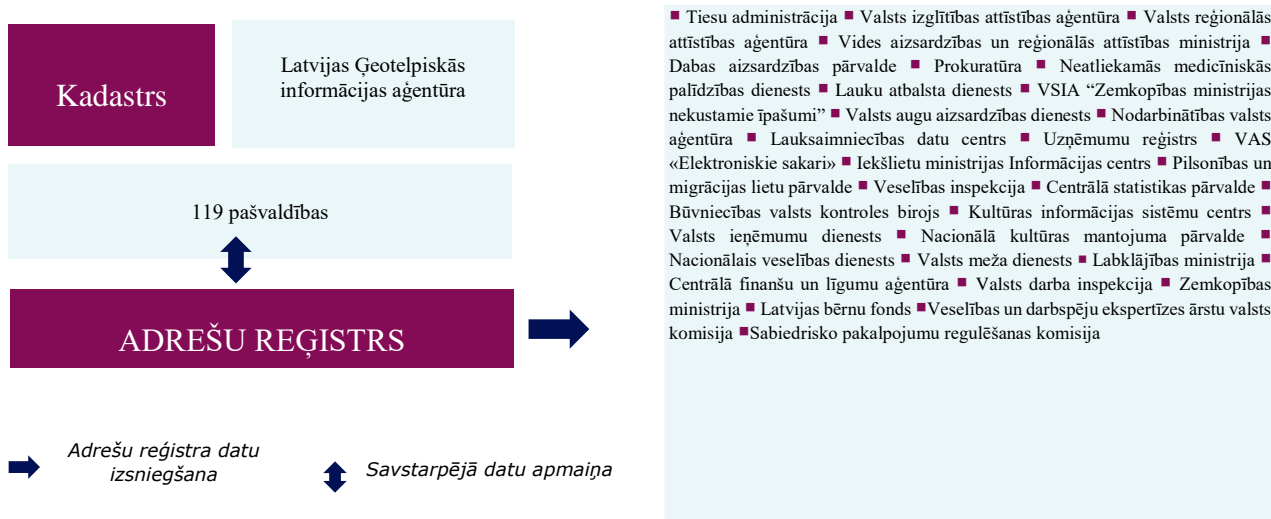 Kadastrs
Latvijas Ģeotelpiskās
informācijas aģentūra
119 pašvaldības
ADREŠU REĢISTRS
Adrešu reģistra datu
izsniegšana
Savstarpējā datu apmaiņa
■ Tiesu administrācija ■ Valsts izglītības attīstības aģentūra ■ Valsts reģionālās
attīstības aģentūra ■ Vides aizsardzības un reģionālās attīstības ministrija ■
Dabas aizsardzības pārvalde ■ Prokuratūra ■ Neatliekamās medicīniskās
palīdzības dienests ■ Lauku atbalsta dienests ■ VSIA “Zemkopības ministrijas
nekustamie īpašumi” ■ Valsts augu aizsardzības dienests ■ Nodarbinātības valsts
aģentūra ■ Lauksaimniecības datu centrs ■ Uzņēmumu reģistrs ■ VAS
«Elektroniskie sakari» ■ Iekšlietu ministrijas Informācijas centrs ■ Pilsonības un
migrācijas lietu pārvalde ■ Veselības inspekcija ■ Centrālā statistikas pārvalde ■
Būvniecības valsts kontroles birojs ■ Kultūras informācijas sistēmu centrs ■
Valsts ieņēmumu dienests ■ Nacionālā kultūras mantojuma pārvalde ■
Nacionālais veselības dienests ■ Valsts meža dienests ■ Labklājības ministrija ■
Centrālā finanšu un līgumu aģentūra ■ Valsts darba inspekcija ■ Zemkopības
ministrija ■ Latvijas bērnu fonds ■Veselības un darbspēju ekspertīzes ārstu valsts
komisija ■Sabiedrisko pakalpojumu regulēšanas komisija